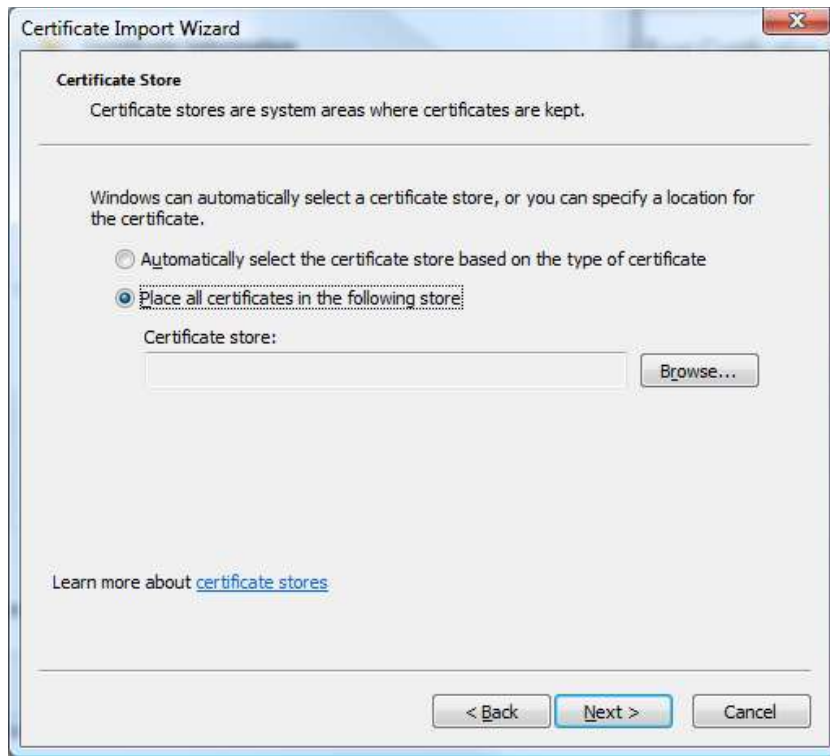 Certificate Import Wizard
Certificate Store
Certificate stores are system areas where certificates are kept.
Windows can automatically select a certificate store, or you can specify a location for
the certificate.
Automatically select the certificate store based on the type of certificate
Place all certificates in the following store
Certificate store:
Browse...
Learn more about certificate stores
< Back Next > Cancel